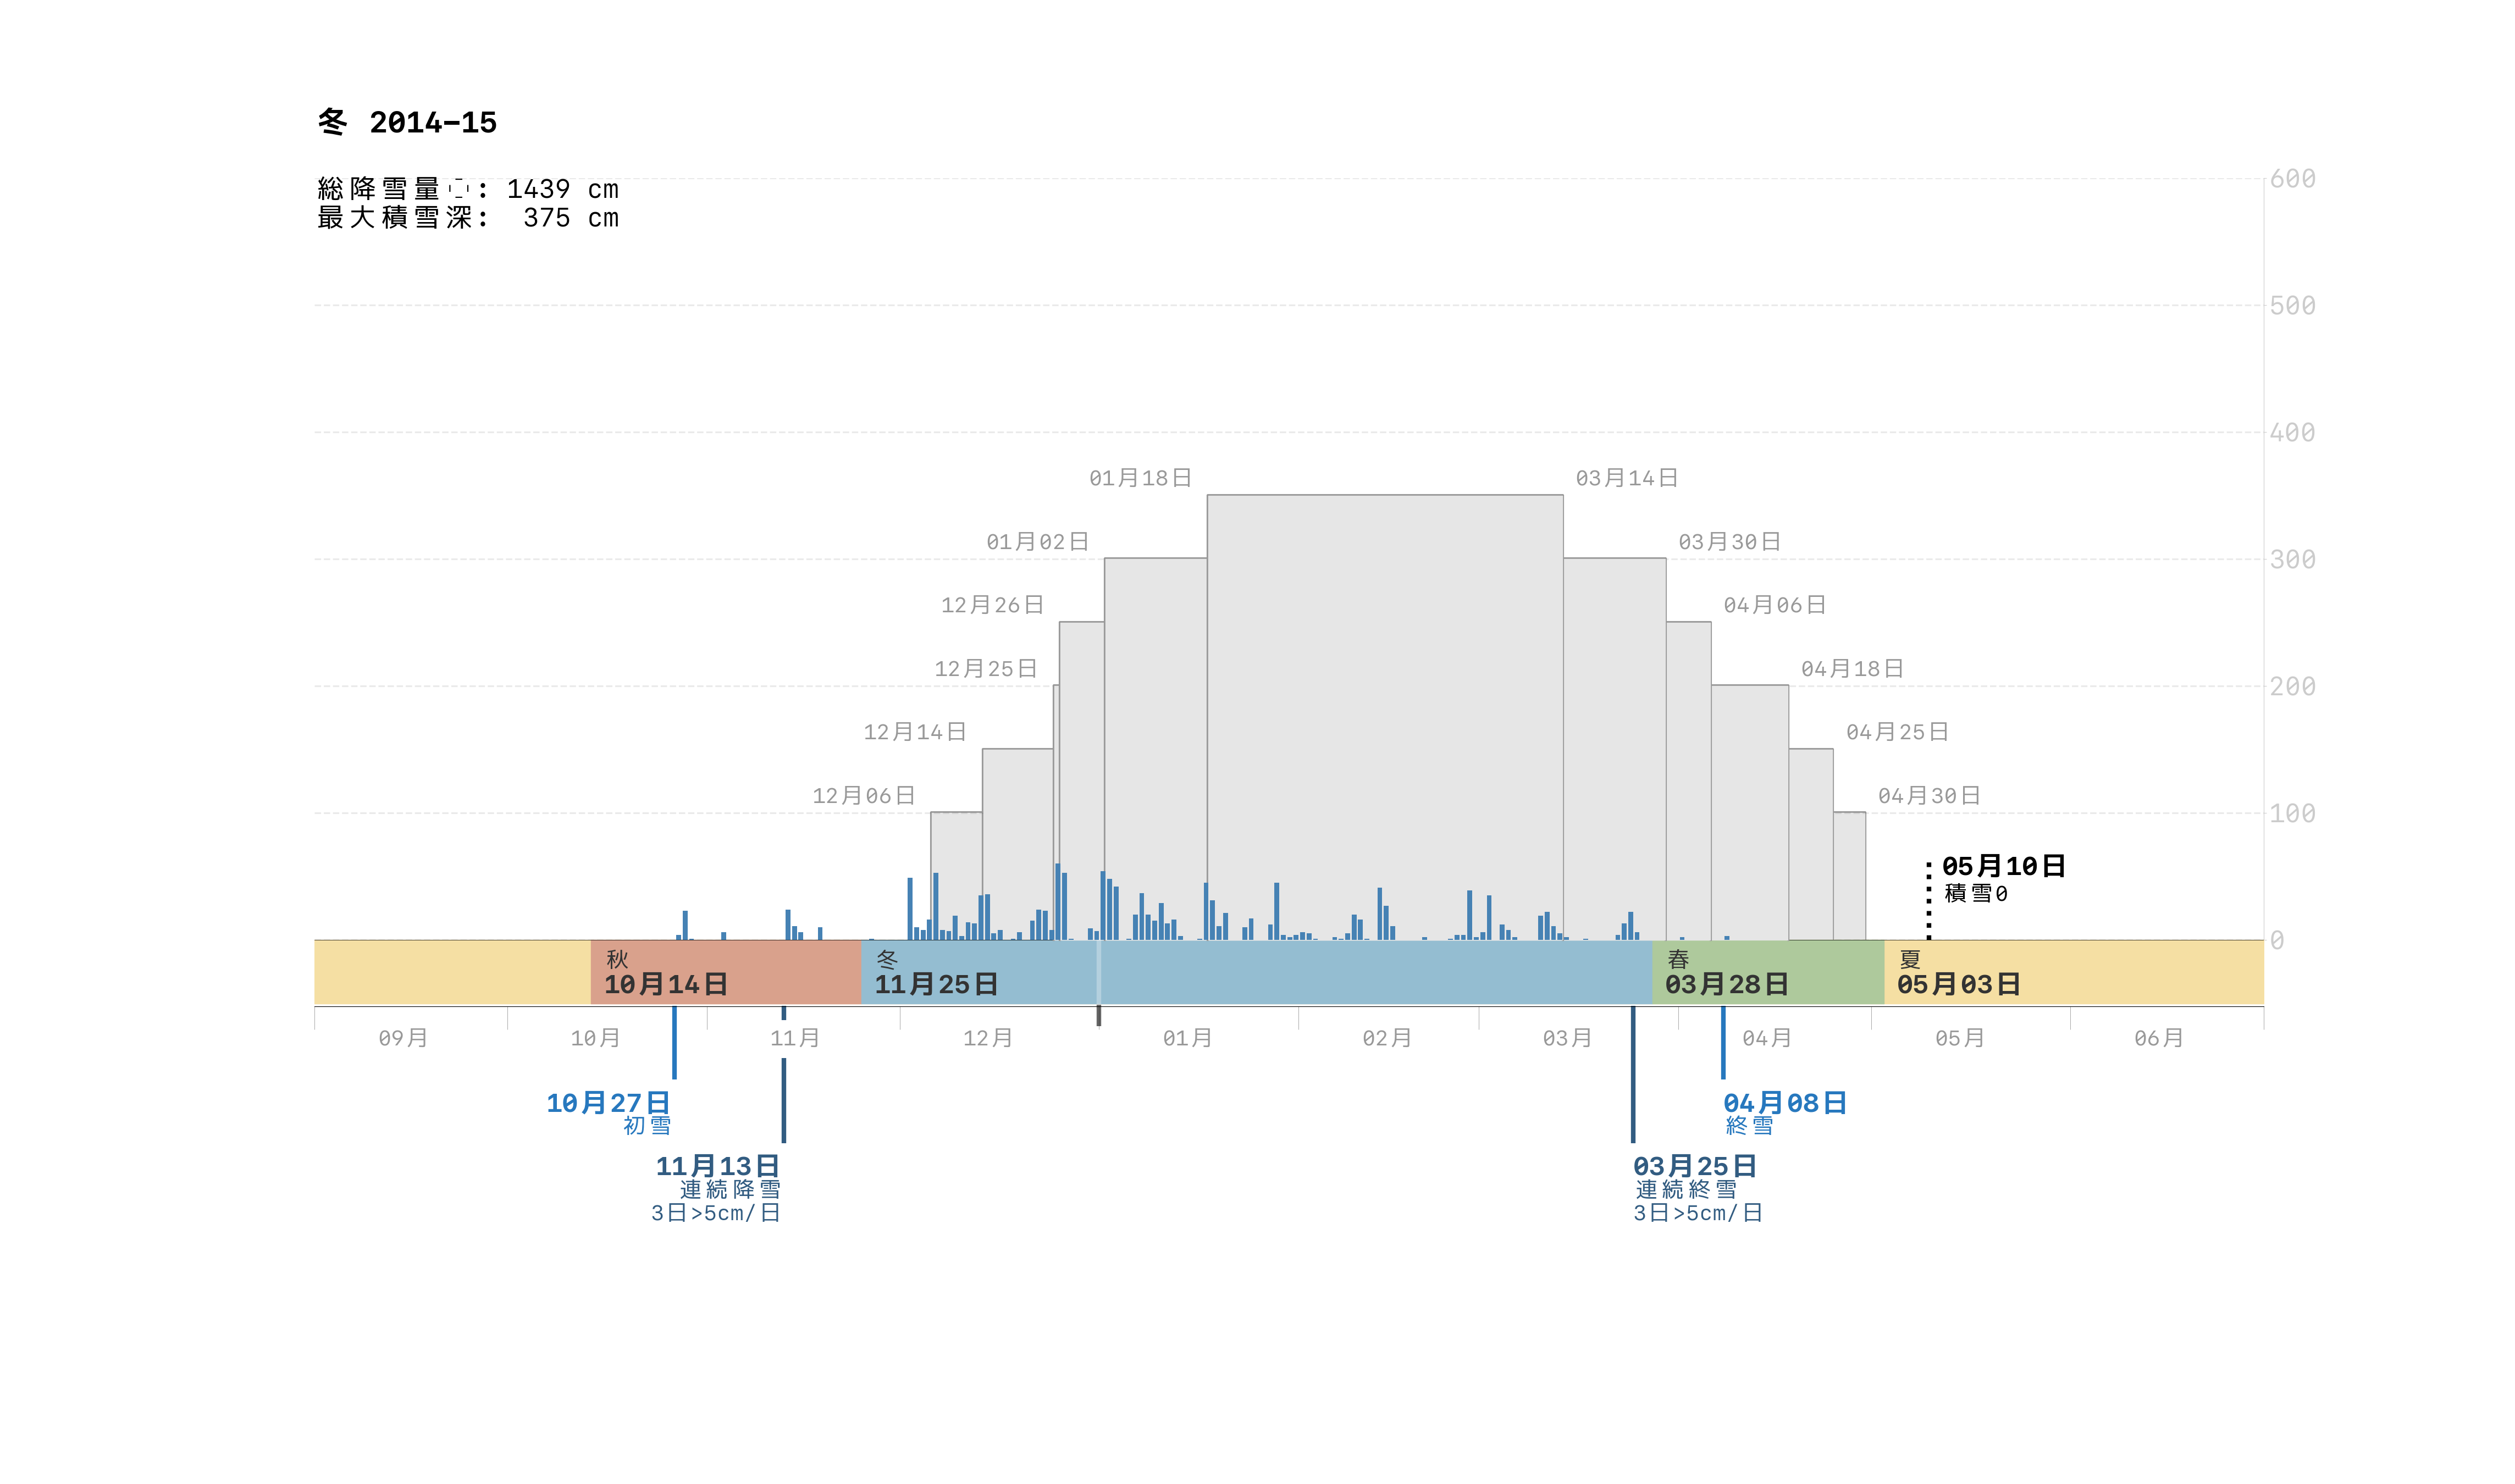 冬 2014–15
総降雪量: 1439 cm
最大積雪深: 375 cm
600
500
400
300
200
100
0
01月18日
03月14日
01月02日
03月30日
12月26日
04月06日
12月25日
04月18日
12月14日
04月25日
12月06日
04月30日
05月10日
積雪0
秋
10月14日
冬
11月25日
春
03月28日
夏
05月03日
09月
10月
11月
12月
01月
02月
03月
04月
05月
06月
10月27日
初雪
04月08日
終雪
11月13日
連続降雪
3日>5cm/日
03月25日
連続終雪
3日>5cm/日